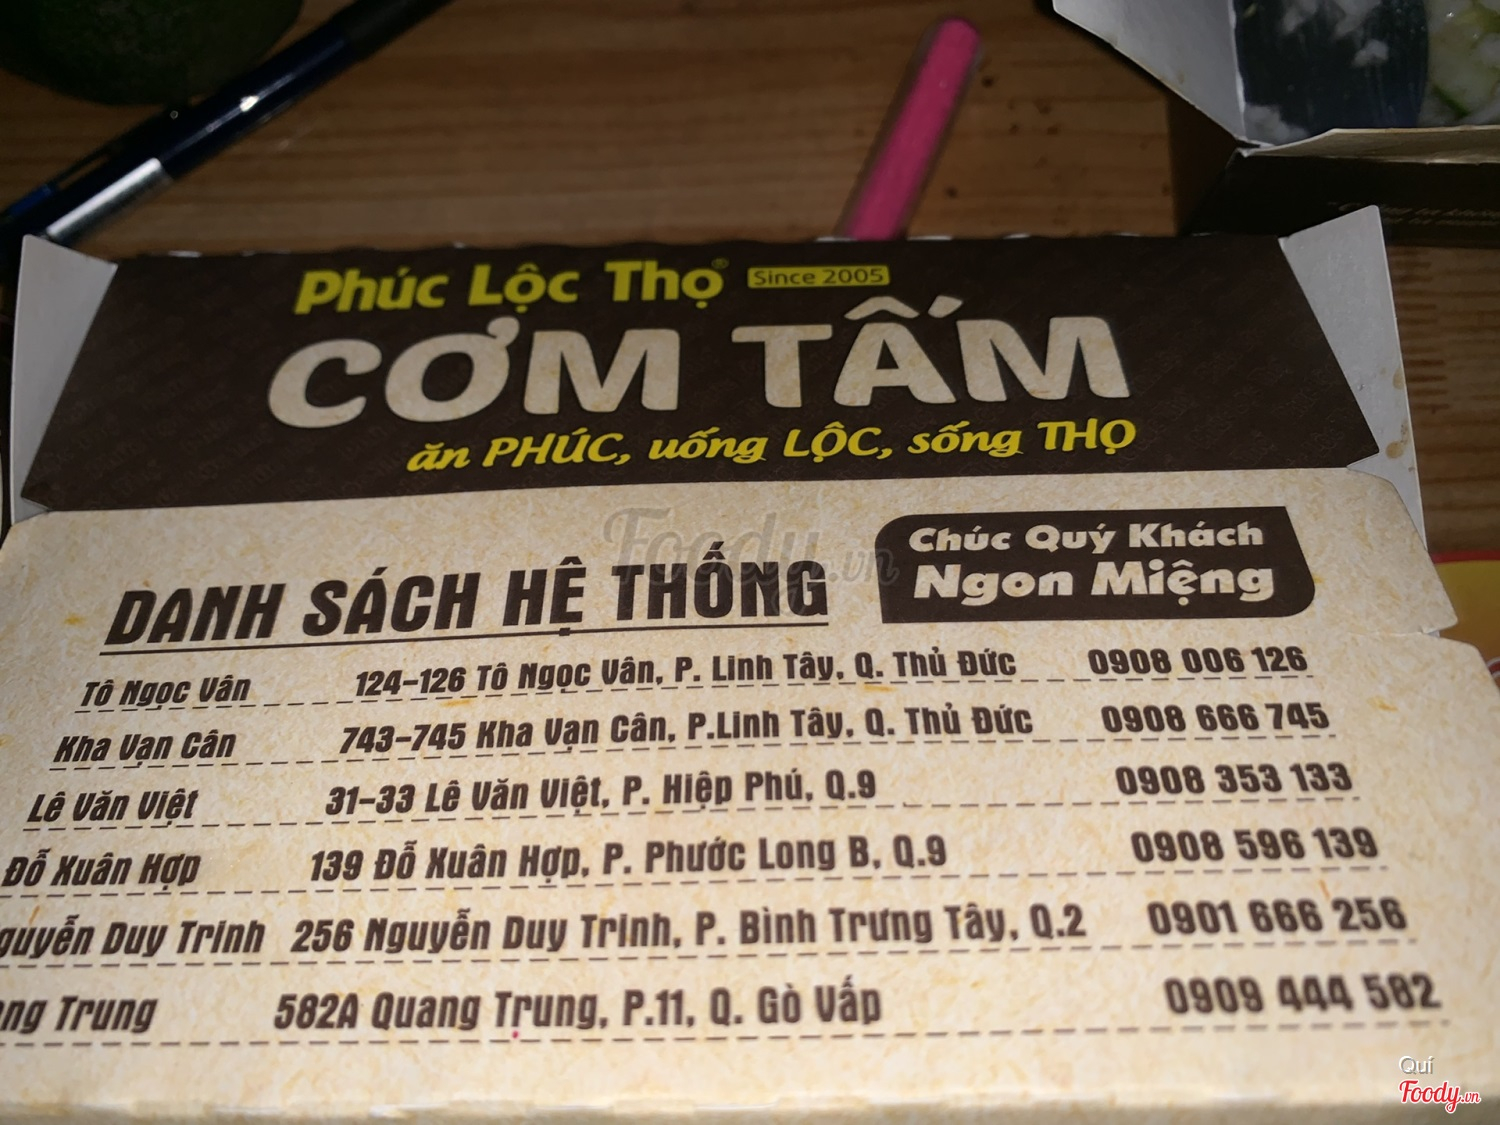 Phúc Lộc Thọ® Since 2005
CƠM TẤM
ăn PHÚC, uống LỘC, sống THỌ
Chúc Quý Khách
Ngon Miệng
DANH SÁCH HỆ THỐNG
Foody.vn
Tô Ngọc Vân 124-126 Tô Ngọc Vân, P. Linh Tây, Q. Thủ Đức 0908 006 126
Kha Vạn Cân 743-745 Kha Vạn Cân, P.Linh Tây, Q. Thủ Đức 0908 666 745
Lê Văn Việt 31-33 Lê Văn Việt, P. Hiệp Phú, Q.9 0908 353 133
Đỗ Xuân Hợp 139 Đỗ Xuân Hợp, P. Phước Long B, Q.9 0908 596 139
guyễn Duy Trinh 256 Nguyễn Duy Trinh, P. Bình Trưng Tây, Q.2 0901 666 256
ang Trung 582A Quang Trung, P.11, Q. Gò Vấp 0909 444 582
Quí
Foody.vn